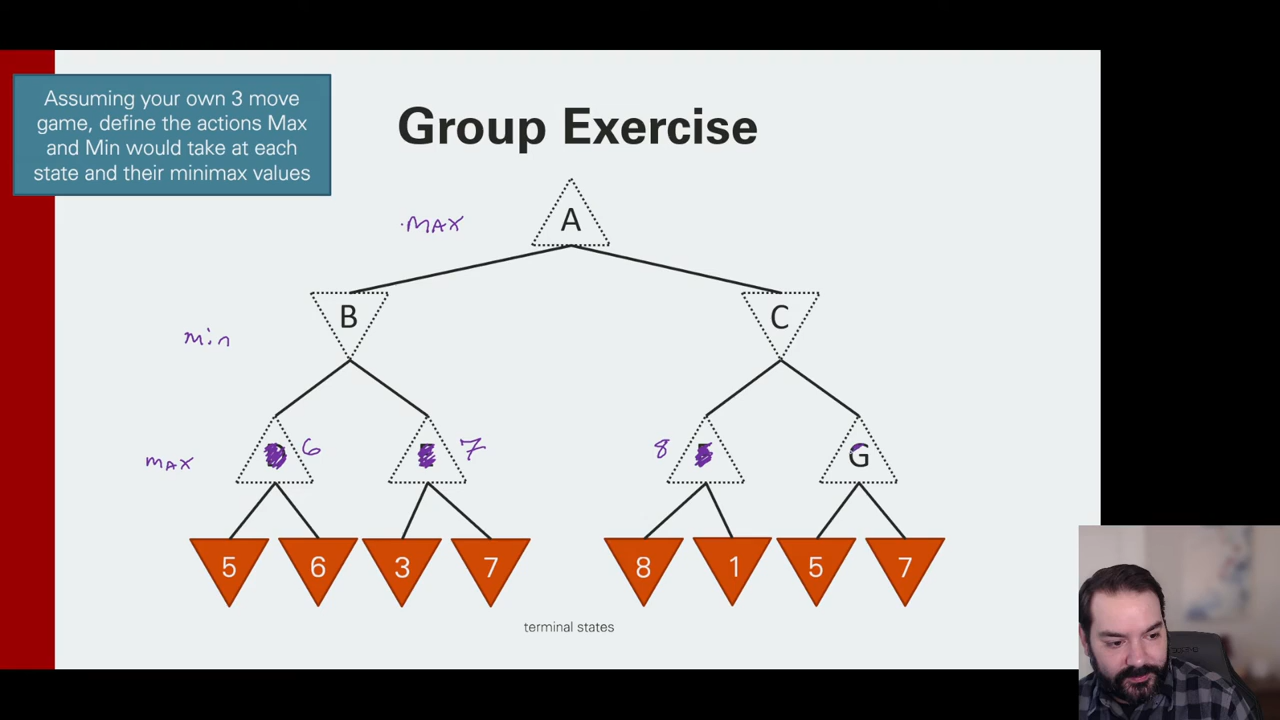 Assuming your own 3 move
game, define the actions Max
and Min would take at each
state and their minimax values
Group Exercise
MAX
A
min
B
C
max
6
7
8
G
5
6
3
7
8
1
5
7
terminal states